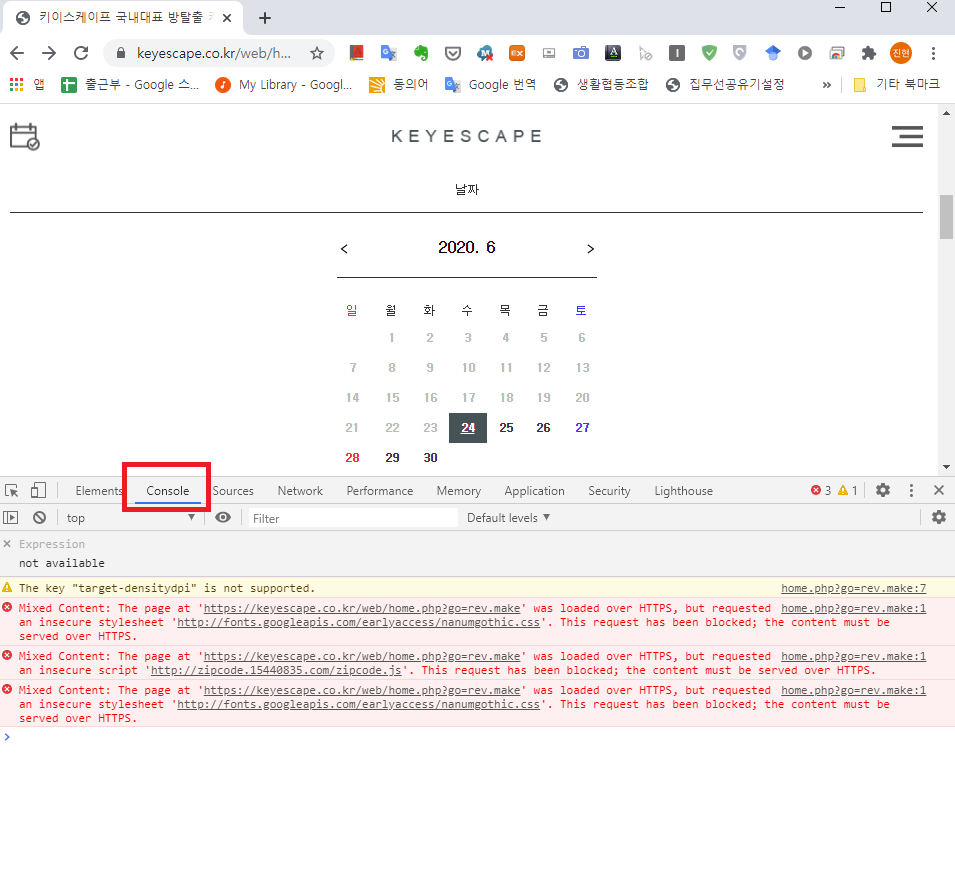 키이스케이프 국내대표 방탈출
keyescape.co.kr/web/h...
진현
앱 출근부 - Google 스... My Library - Googl... 동의어 Google 번역 생활협동조합 집무선공유기설정 » 기타 북마크
KEYESCAPE
날짜
< 2020. 6 >
일 월 화 수 목 금 토
1 2 3 4 5 6
7 8 9 10 11 12 13
14 15 16 17 18 19 20
21 22 23 24 25 26 27
28 29 30
Elements Console Sources Network Performance Memory Application Security Lighthouse 3 1
top Filter Default levels
Expression
not available
The key "target-densitydpi" is not supported. home.php?go=rev.make:7
Mixed Content: The page at 'https://keyescape.co.kr/web/home.php?go=rev.make' was loaded over HTTPS, but requested home.php?go=rev.make:1
an insecure stylesheet 'http://fonts.googleapis.com/earlyaccess/nanumgothic.css'. This request has been blocked; the content must be
served over HTTPS.
Mixed Content: The page at 'https://keyescape.co.kr/web/home.php?go=rev.make' was loaded over HTTPS, but requested home.php?go=rev.make:1
an insecure script 'http://zipcode.15440835.com/zipcode.js'. This request has been blocked; the content must be served over HTTPS.
Mixed Content: The page at 'https://keyescape.co.kr/web/home.php?go=rev.make' was loaded over HTTPS, but requested home.php?go=rev.make:1
an insecure stylesheet 'http://fonts.googleapis.com/earlyaccess/nanumgothic.css'. This request has been blocked; the content must be
served over HTTPS.